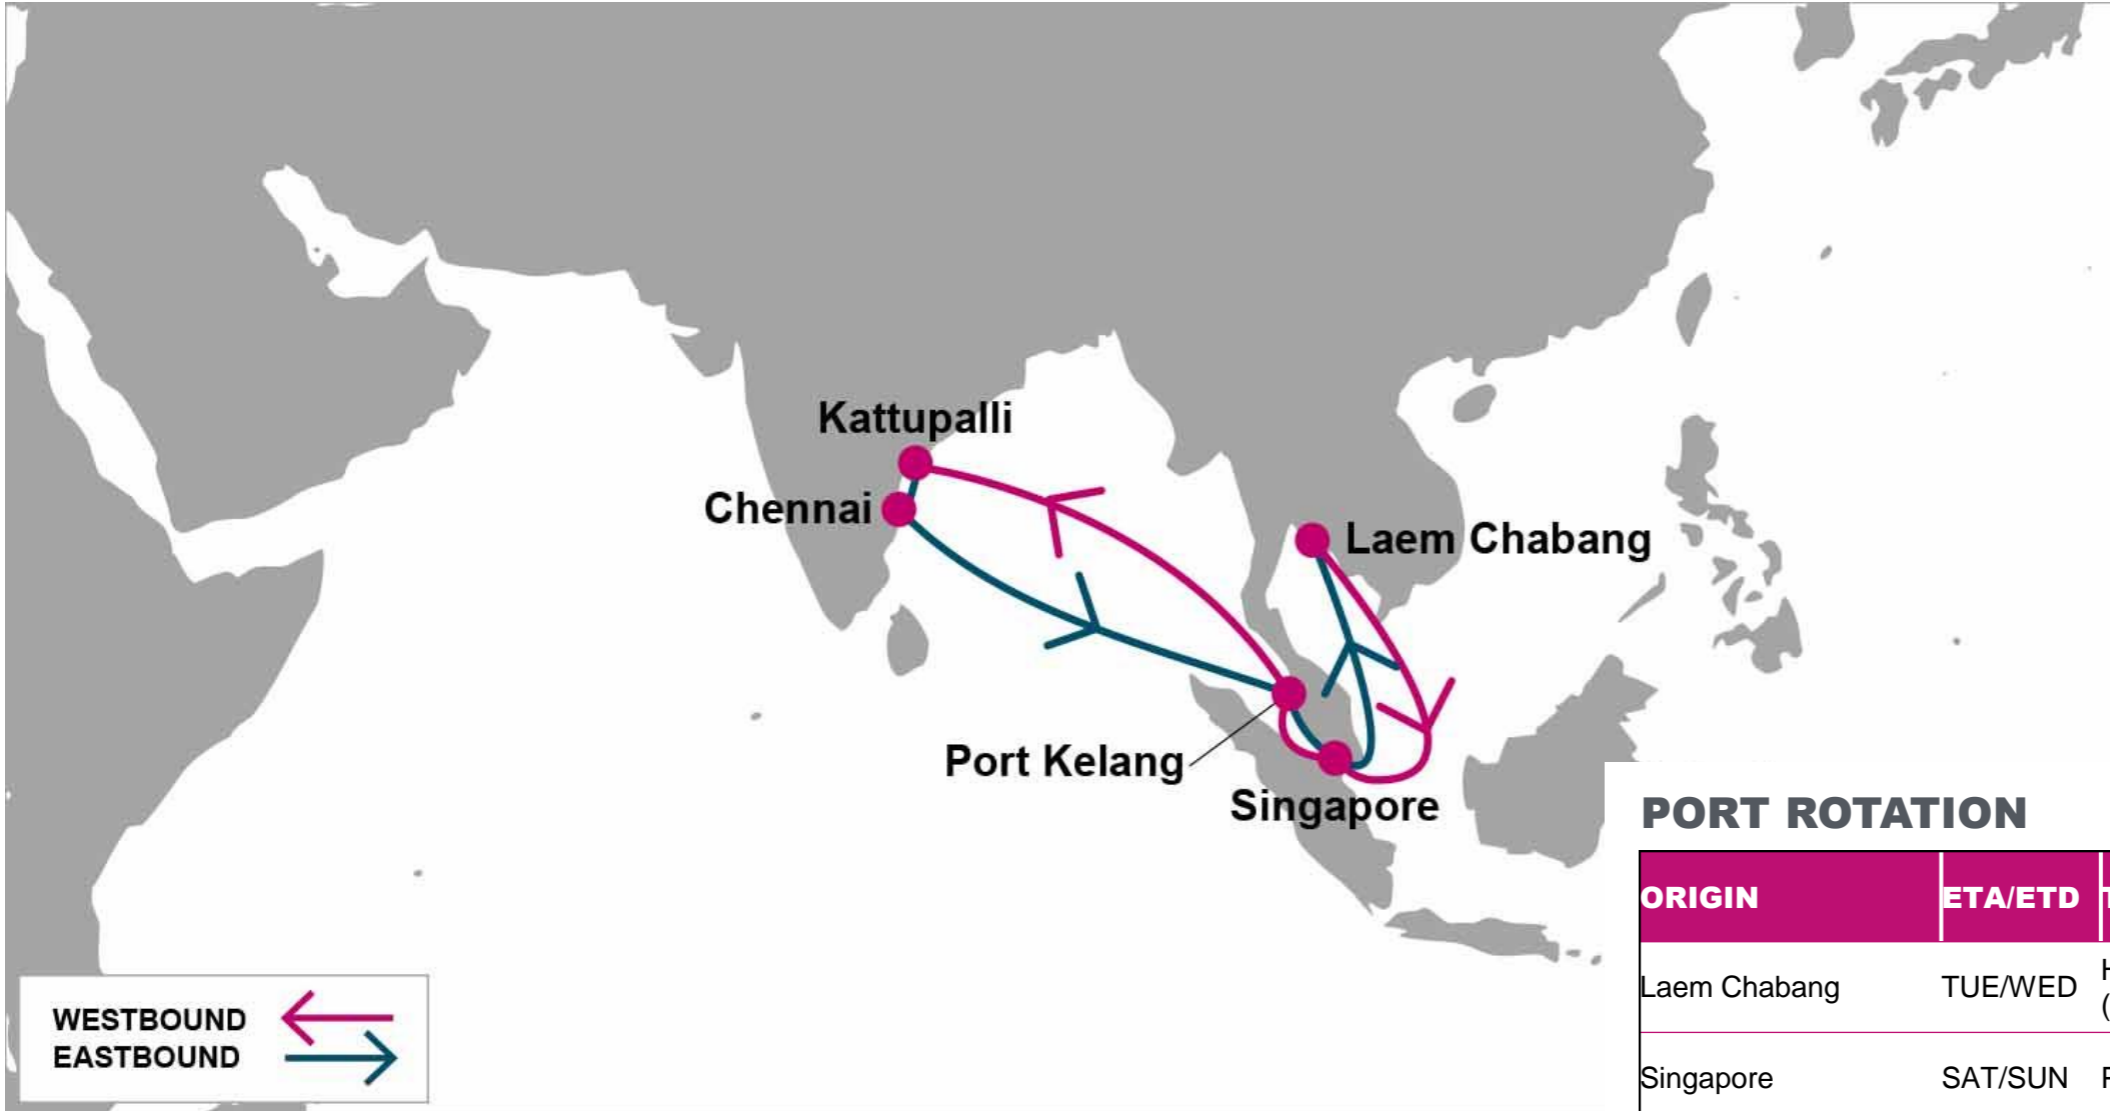 Kattupalli
Chennai
Laem Chabang
Port Kelang
Singapore
WESTBOUND
EASTBOUND
PORT ROTATION
ORIGIN ETA/ETD
Laem Chabang TUE/WED
Singapore SAT/SUN